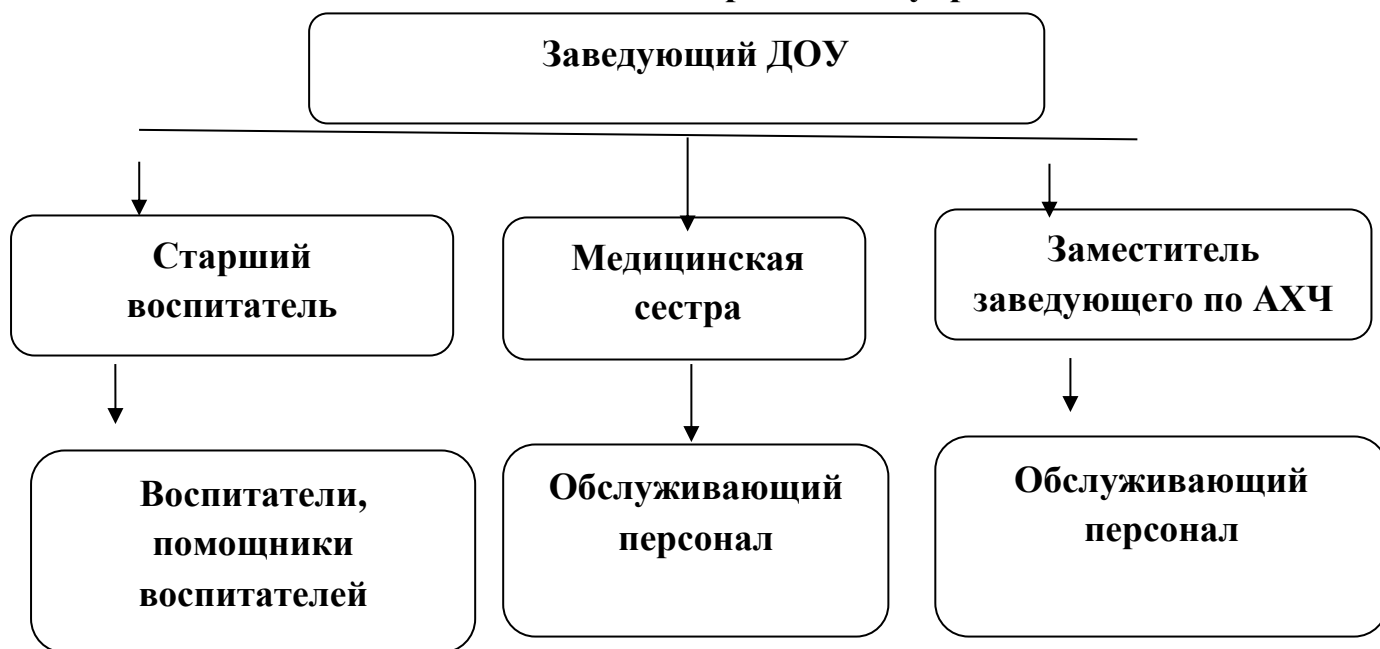 Заведующий ДОУ
Старший
воспитатель
Медицинская
сестра
Заместитель
заведующего по АХЧ
Воспитатели,
помощники
воспитателей
Обслуживающий
персонал
Обслуживающий
персонал